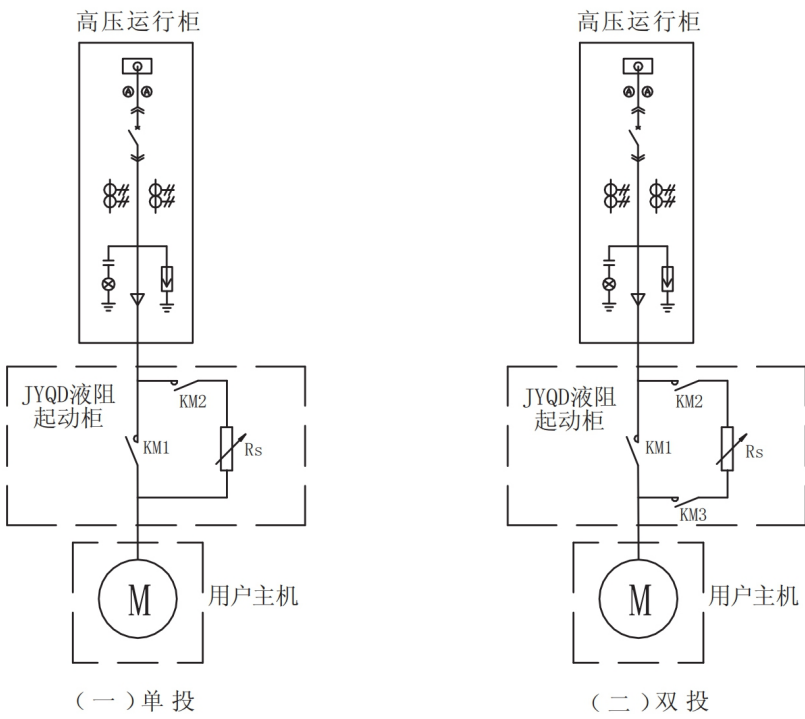 高压运行柜
A A
JYQD液阻
起动柜
KM2
KM1
Rs
M
用户主机
(一)单投
高压运行柜
A A
JYQD液阻
起动柜
KM2
KM1
Rs
KM3
M
用户主机
(二)双投